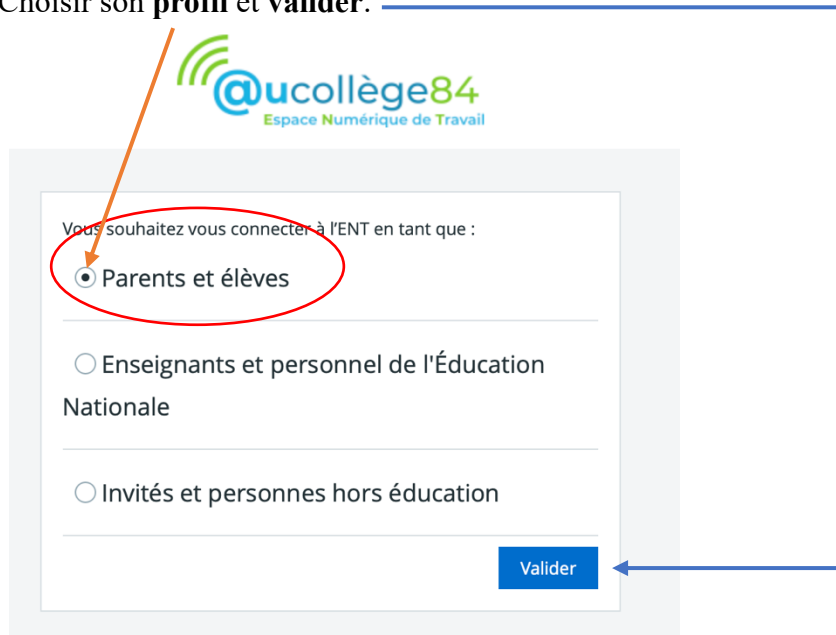 Choisir son profil et valider.
@ucollège84
Espace Numérique de Travail
Vous souhaitez vous connecter à l'ENT en tant que :
Parents et élèves
Enseignants et personnel de l'Éducation
Nationale
Invités et personnes hors éducation
Valider